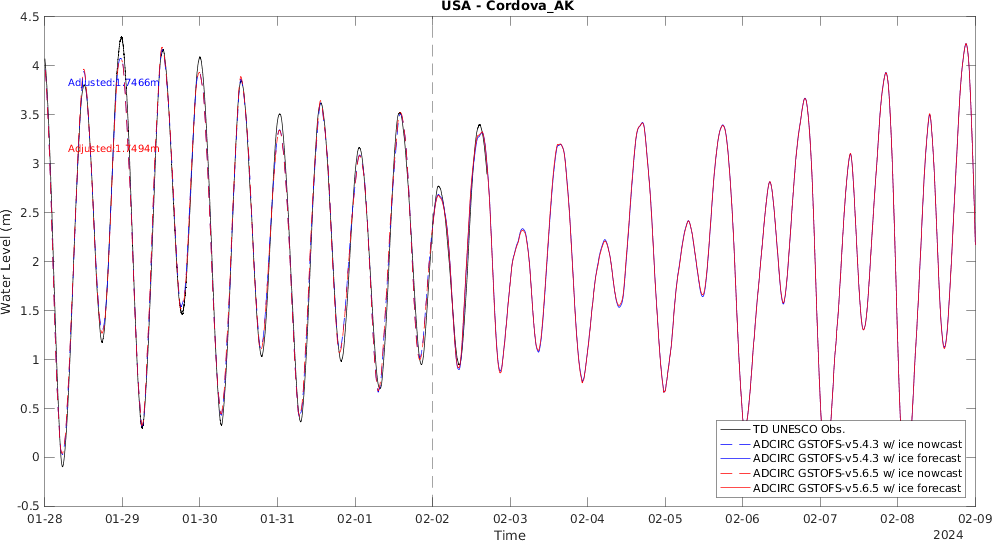 USA - Cordova_AK
4.5
4
3.5
3
2.5
2
1.5
1
0.5
0
-0.5
Water Level (m)
Adjusted:1.7466m
Adjusted:1.7494m
TD UNESCO Obs.
ADCIRC GSTOFS-v5.4.3 w/ ice nowcast
ADCIRC GSTOFS-v5.4.3 w/ ice forecast
ADCIRC GSTOFS-v5.6.5 w/ ice nowcast
ADCIRC GSTOFS-v5.6.5 w/ ice forecast
01-28 01-29 01-30 01-31 02-01 02-02 02-03 02-04 02-05 02-06 02-07 02-08 02-09
Time
2024